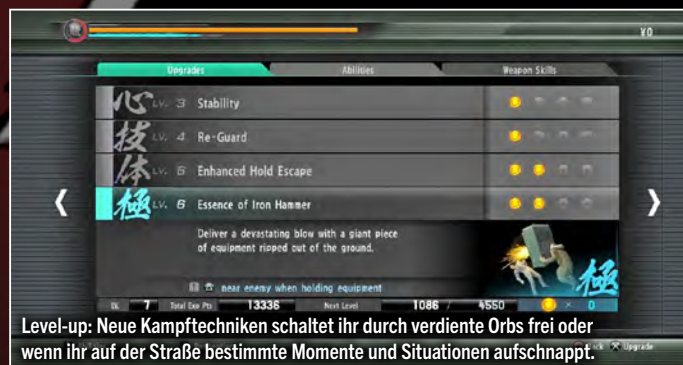 ¥0
Upgrades Abilities Weapon Skills
心 LV. 3 Stability
技 LV. 4 Re-Guard
体 LV. 5 Enhanced Hold Escape
極 LV. 6 Essence of Iron Hammer
Deliver a devastating blow with a giant piece
of equipment ripped out of the ground.
極
near enemy when holding equipment
7 Total Exp Pts 13336 Next Level 1086 / 4550 × 0
Level-up: Neue Kampftechniken schaltet ihr durch verdiente Orbs frei oder
wenn ihr auf der Straße bestimmte Momente und Situationen aufschnappt.
Upgrade